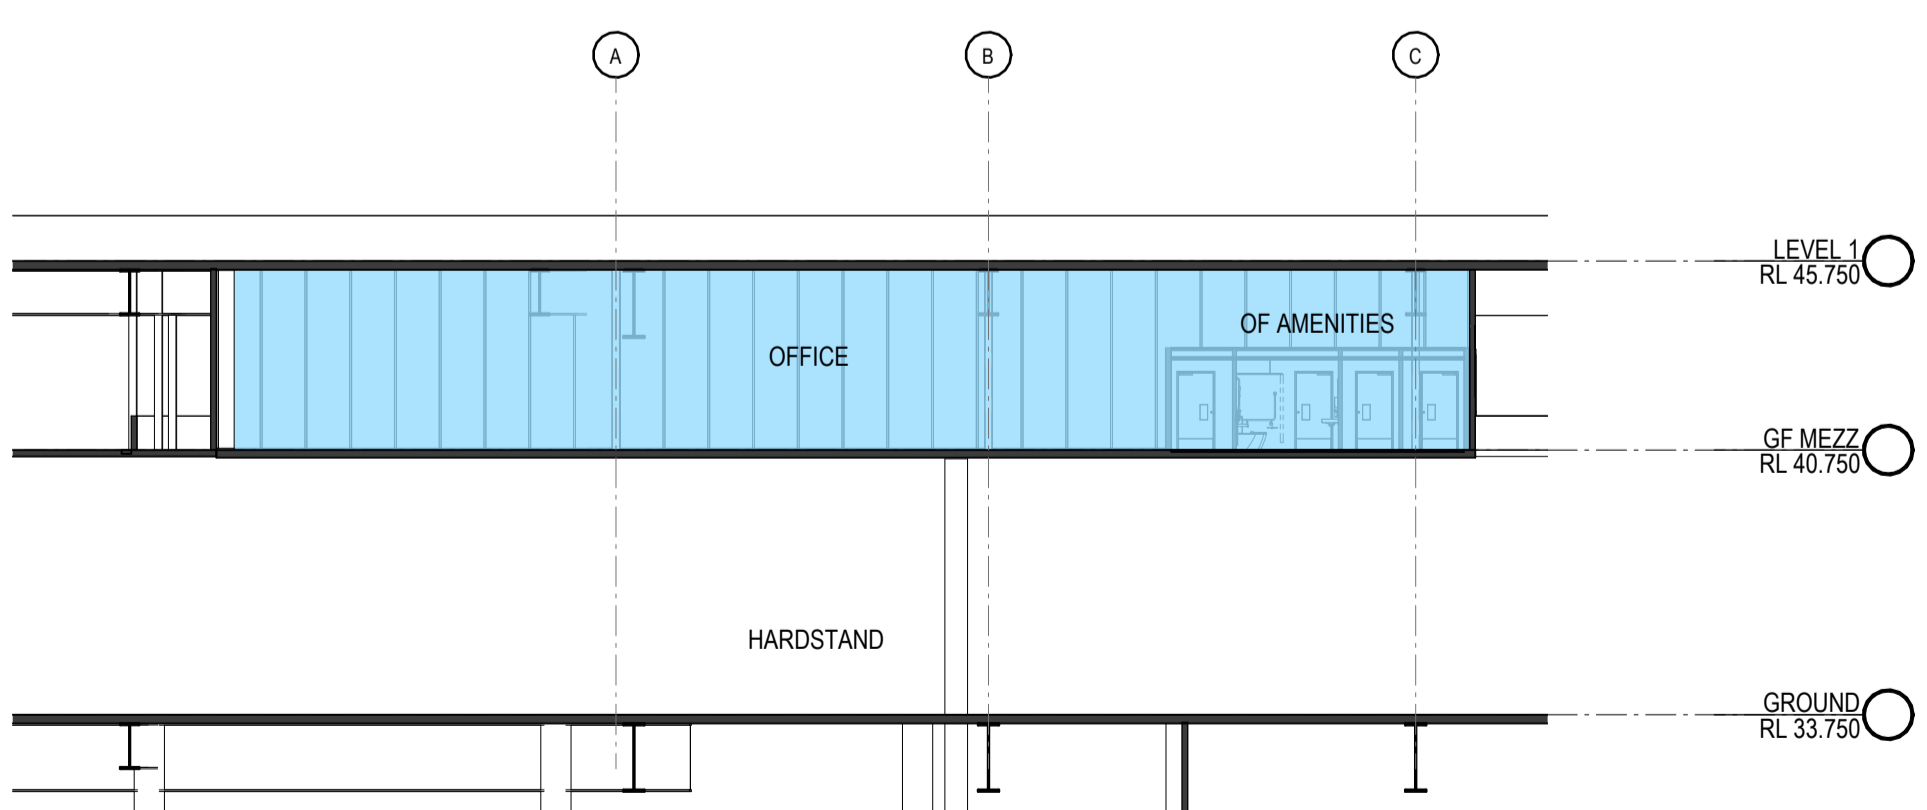 A
B
C
LEVEL 1
RL 45.750
OF AMENITIES
OFFICE
GF MEZZ
RL 40.750
HARDSTAND
GROUND
RL 33.750